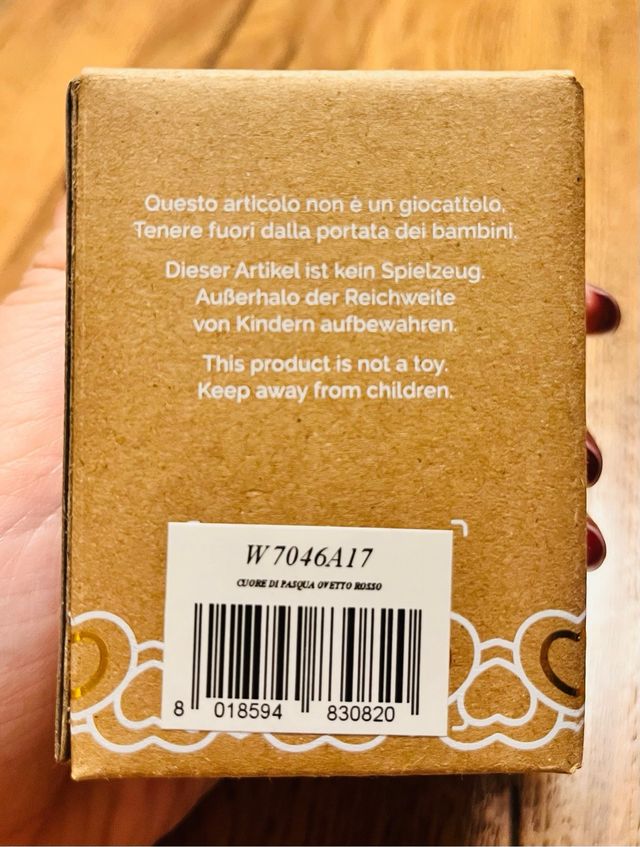 Questo articolo non è un giocattolo.
Tenere fuori dalla portata dei bambini.
Dieser Artikel ist kein Spielzeug.
Außerhalo der Reichweite
von Kindern aufbewahren.
This product is not a toy.
Keep away from children.
W7046A17
CUORE DI PASQUA OVETTO ROSSO
8 018594 830820